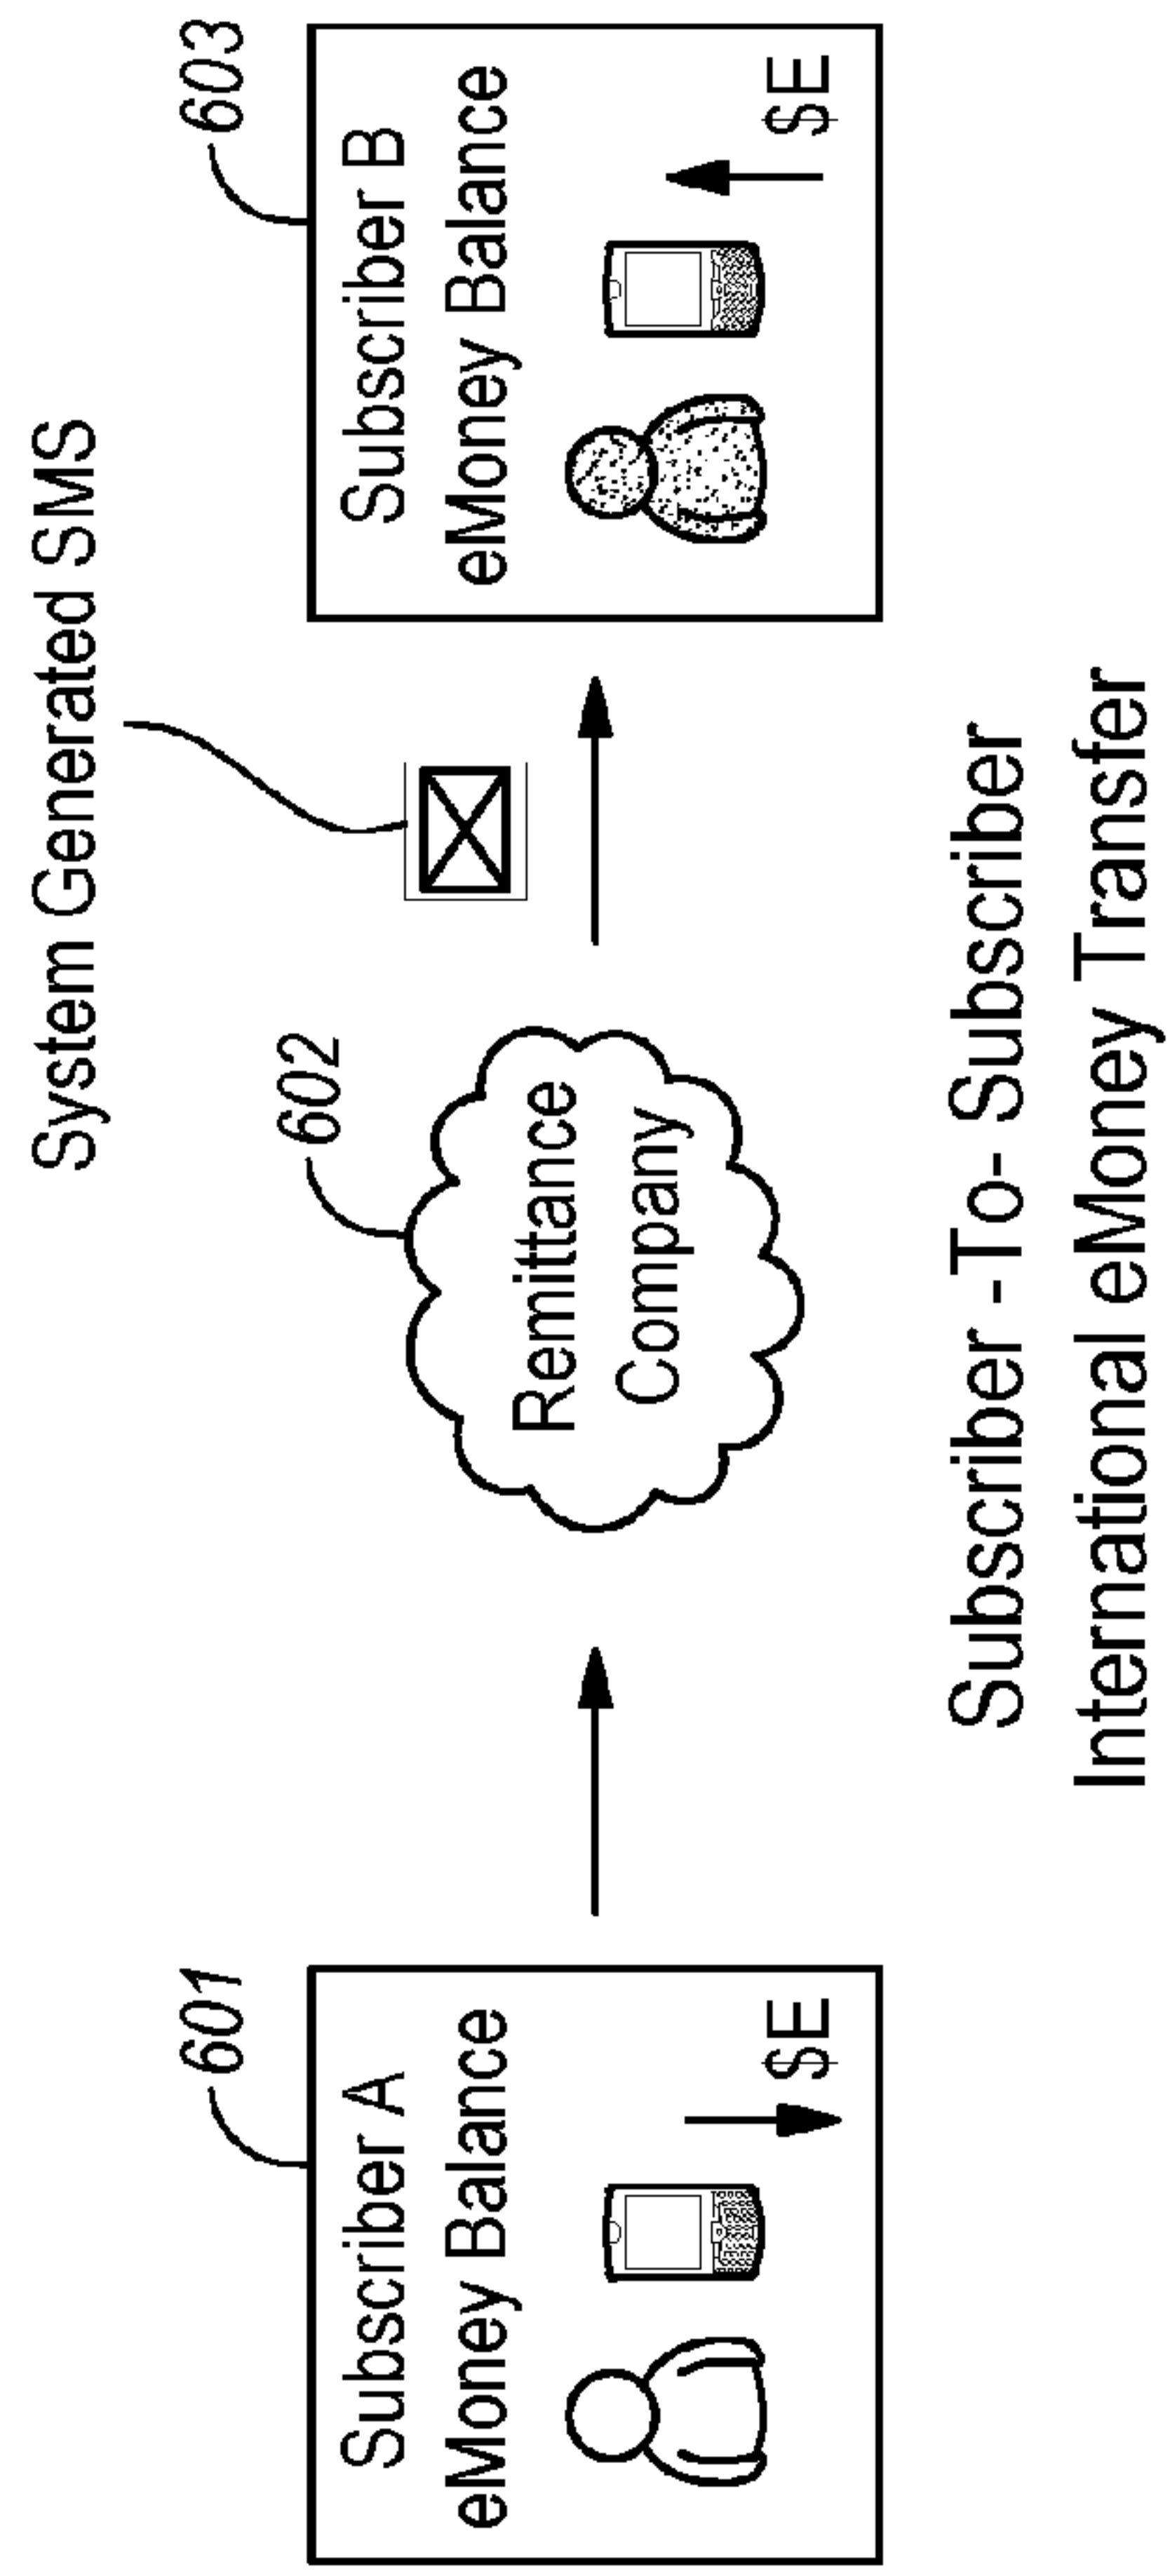 System Generated SMS
601
Subscriber A
eMoney Balance
$E
602
Remittance
Company
603
Subscriber B
eMoney Balance
$E
Subscriber -To- Subscriber
International eMoney Transfer